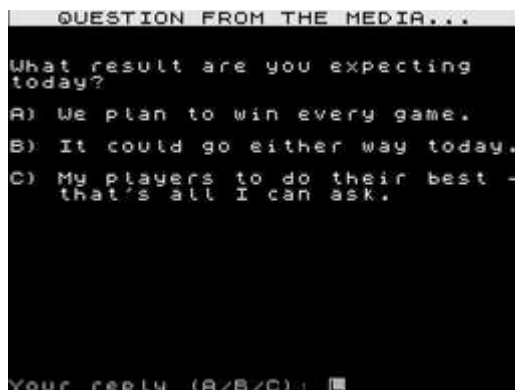 QUESTION FROM THE MEDIA...
What result are you expecting
today?
A) We plan to win every game.
B) It could go either way today.
C) My players to do their best -
that's all I can ask.
Your reply (A/B/C):